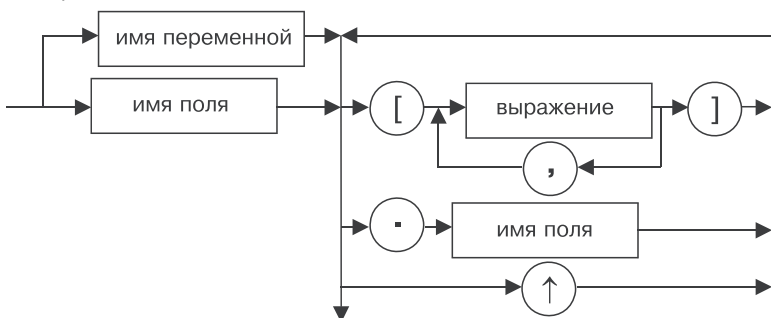 имя переменной
имя поля
[ выражение ]
,
. имя поля
↑